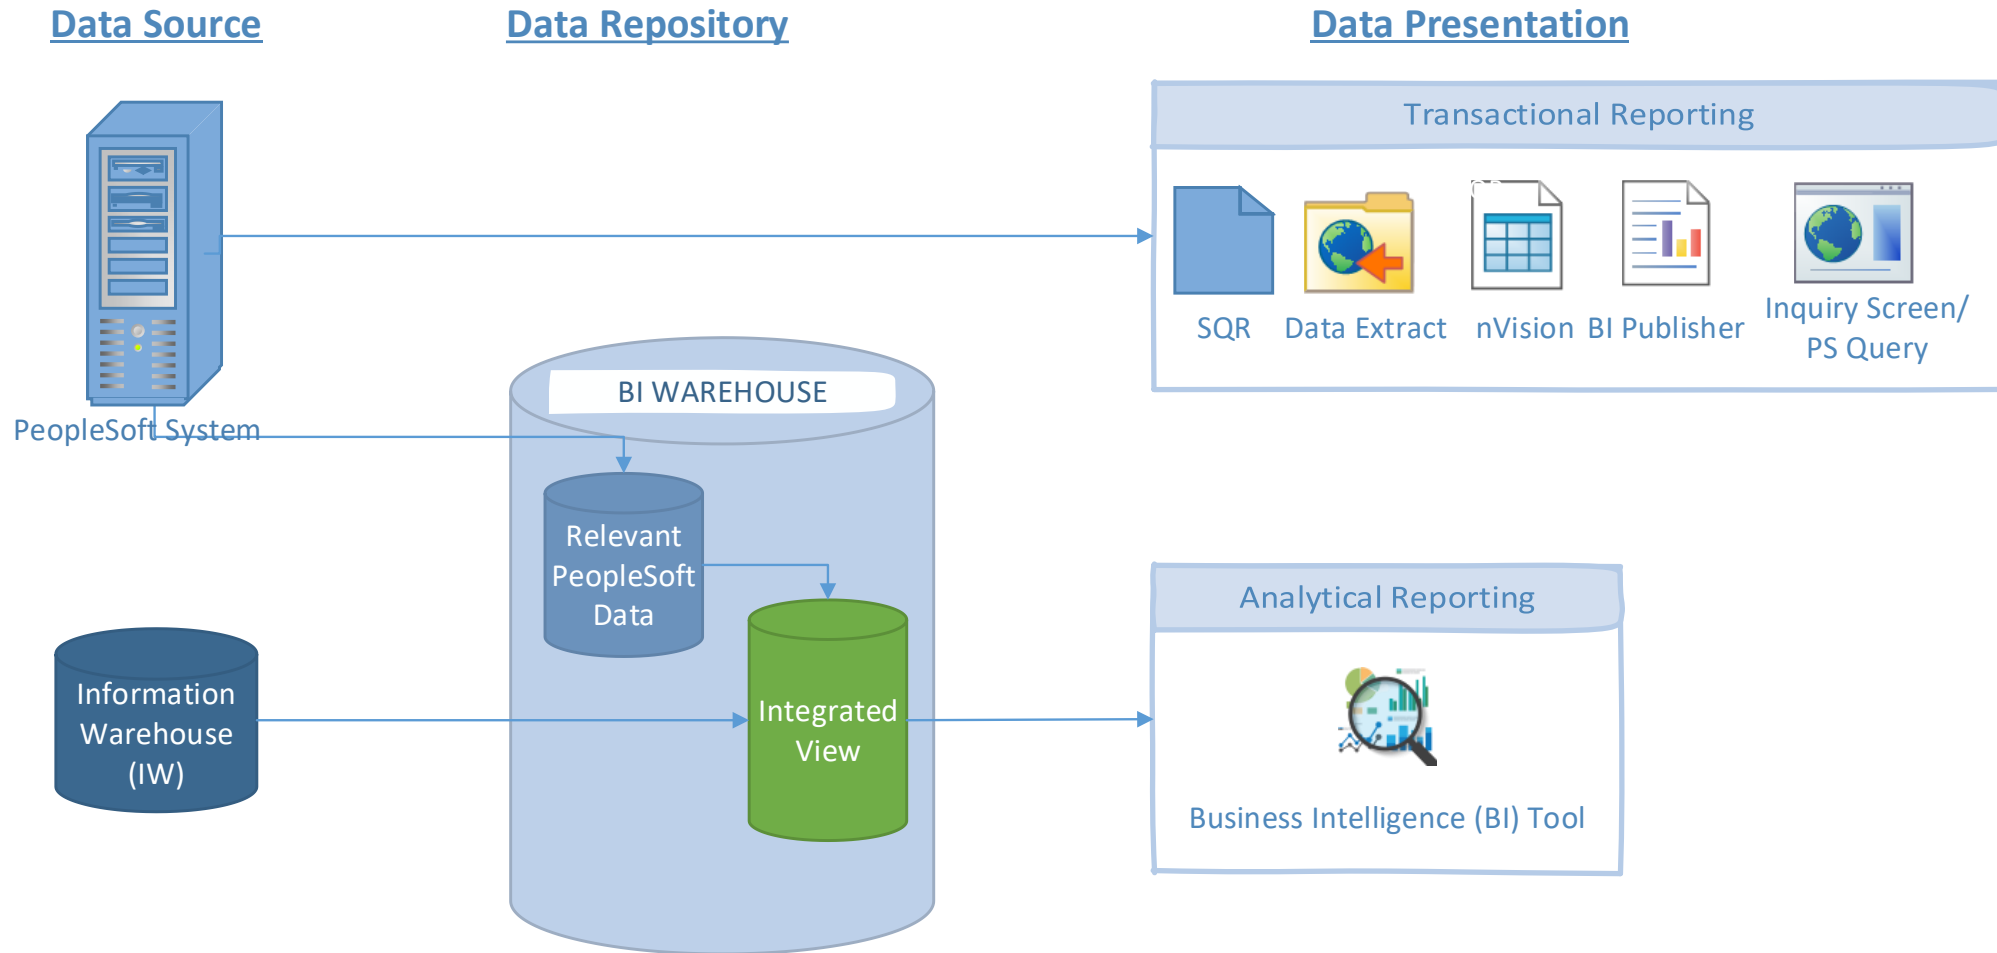 Data Source
Data Repository
Data Presentation
Transactional Reporting
SQR
Data Extract
nVision
BI Publisher
Inquiry Screen/
PS Query
PeopleSoft System
BI WAREHOUSE
Relevant
PeopleSoft
Data
Integrated
View
Information
Warehouse
(IW)
Analytical Reporting
Business Intelligence (BI) Tool